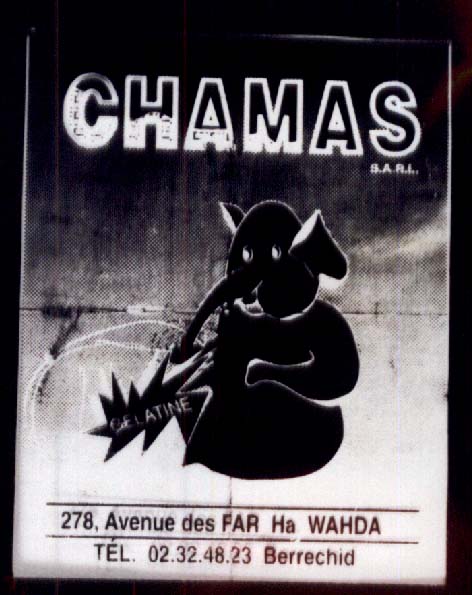 CHAMAS
S.A.R.L.
GELATINE
278, Avenue des FAR Ha WAHDA
TÉL. 02.32.48.23 Berrechid